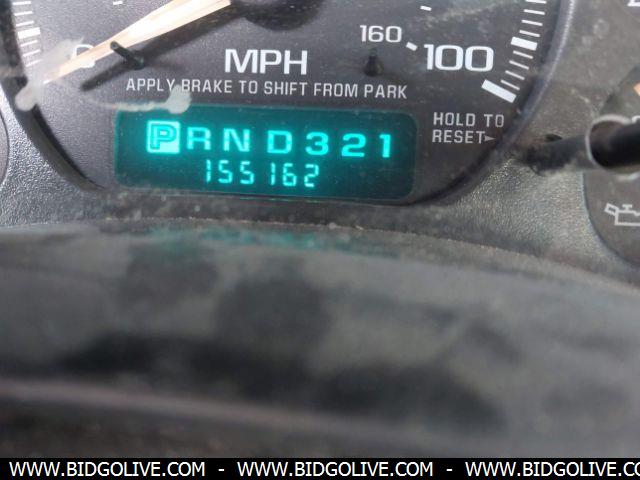 160 100
MPH
APPLY BRAKE TO SHIFT FROM PARK
HOLD TO
RESET
PRND321
155162
WWW.BIDGOLIVE.COM - WWW.BIDGOLIVE.COM - WWW.BIDGOLIVE.COM